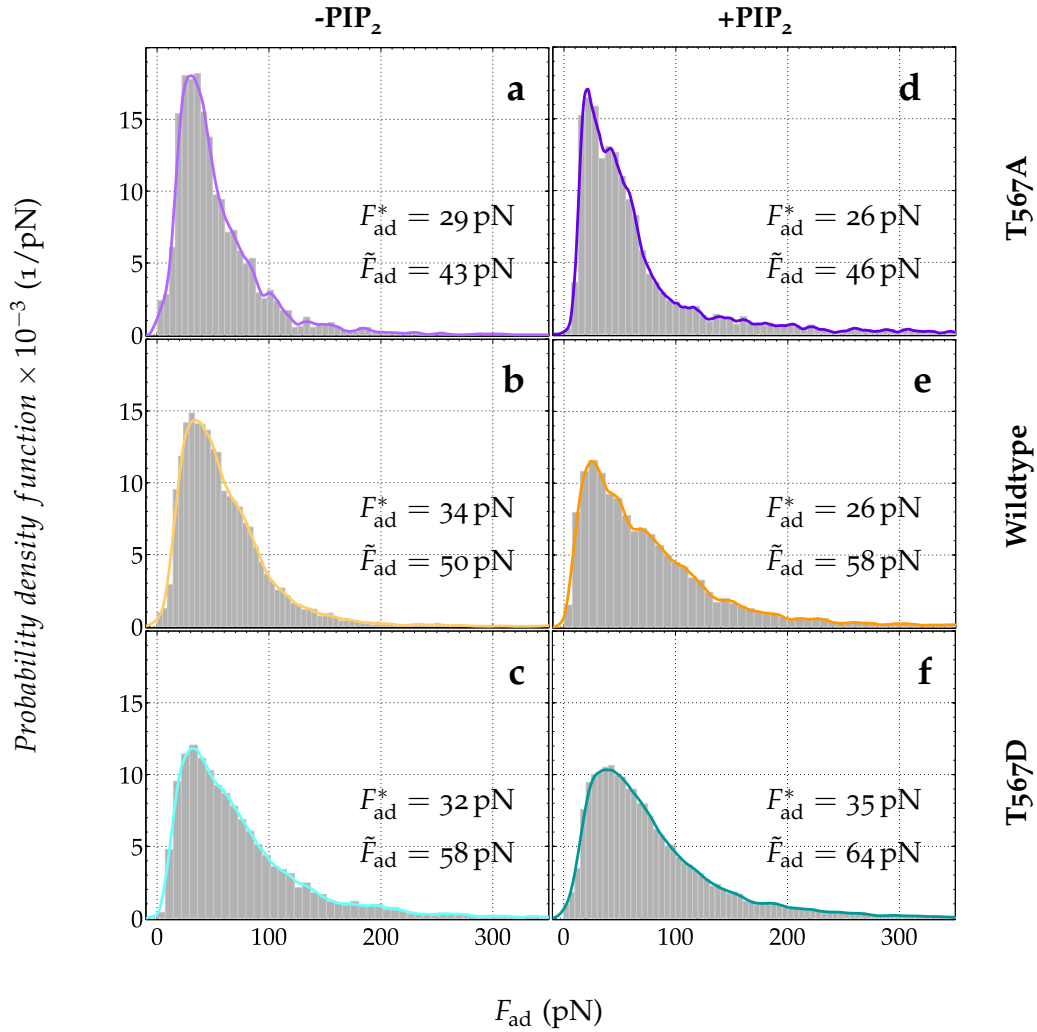 -PIP₂
+PIP₂
a
F*ad = 29 pN
F̃ad = 43 pN
d
F*ad = 26 pN
F̃ad = 46 pN
T567A
15
10
5
0
b
F*ad = 34 pN
F̃ad = 50 pN
e
F*ad = 26 pN
F̃ad = 58 pN
Wildtype
15
10
5
0
c
F*ad = 32 pN
F̃ad = 58 pN
f
F*ad = 35 pN
F̃ad = 64 pN
T567D
15
10
5
0
0 100 200 300
0 100 200 300
Probability density function × 10⁻³ (1/pN)
Fad (pN)